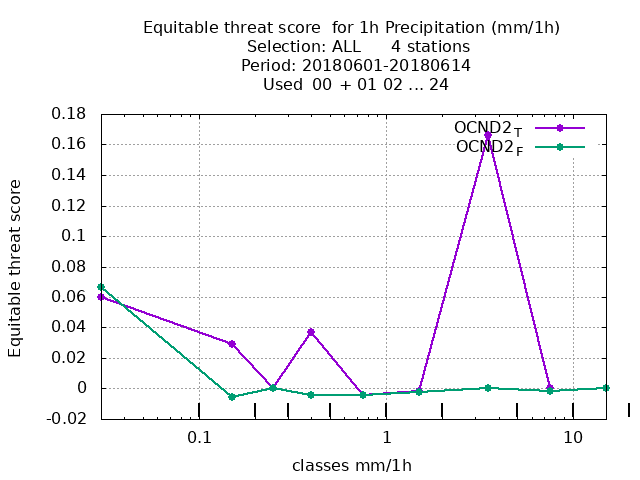 Equitable threat score  for 1h Precipitation (mm/1h)
Selection: ALL      4 stations
Period: 20180601-20180614
Used  00  + 01 02 ... 24
0.18
0.16
0.14
0.12
0.1
0.08
0.06
0.04
0.02
0
-0.02
Equitable threat score
OCND2T
OCND2F
0.1
1
10
classes mm/1h